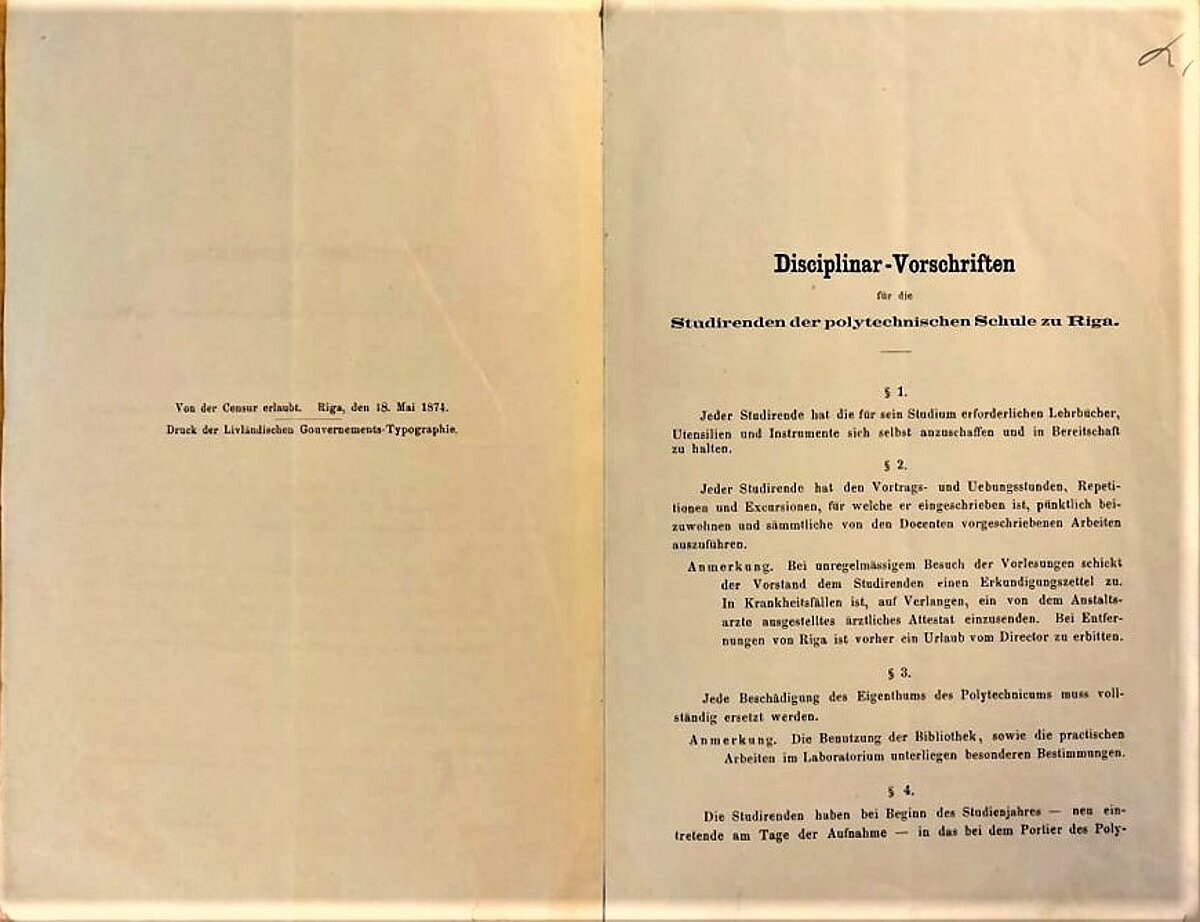 Von der Censur erlaubt. Riga, den 18. Mai 1874.
Druck der Livländischen Gouvernements-Typographie.
Disciplinar-Vorschriften
für die
Studirenden der polytechnischen Schule zu Riga.
§ 1.
Jeder Studirende hat die für sein Studium erforderlichen Lehrbücher,
Utensilien und Instrumente sich selbst anzuschaffen und in Bereitschaft
zu halten.
§ 2.
Jeder Studirende hat den Vortrags- und Uebungsstunden, Repeti-
tionen und Excursionen, für welche er eingeschrieben ist, pünktlich bei-
zuwohnen und sämmtliche von den Docenten vorgeschriebenen Arbeiten
auszuführen.
Anmerkung. Bei unregelmässigem Besuch der Vorlesungen schickt
der Vorstand dem Studirenden einen Erkundigungszettel zu.
In Krankheitsfällen ist, auf Verlangen, ein von dem Anstalts-
arzte ausgestelltes ärztliches Attestat einzusenden. Bei Entfer-
nungen von Riga ist vorher ein Urlaub vom Director zu erbitten.
§ 3.
Jede Beschädigung des Eigenthums des Polytechnicums muss voll-
ständig ersetzt werden.
Anmerkung. Die Benutzung der Bibliothek, sowie die practischen
Arbeiten im Laboratorium unterliegen besonderen Bestimmungen.
§ 4.
Die Studirenden haben bei Beginn des Studienjahres — neu ein-
tretende am Tage der Aufnahme — in das bei dem Portier des Poly-